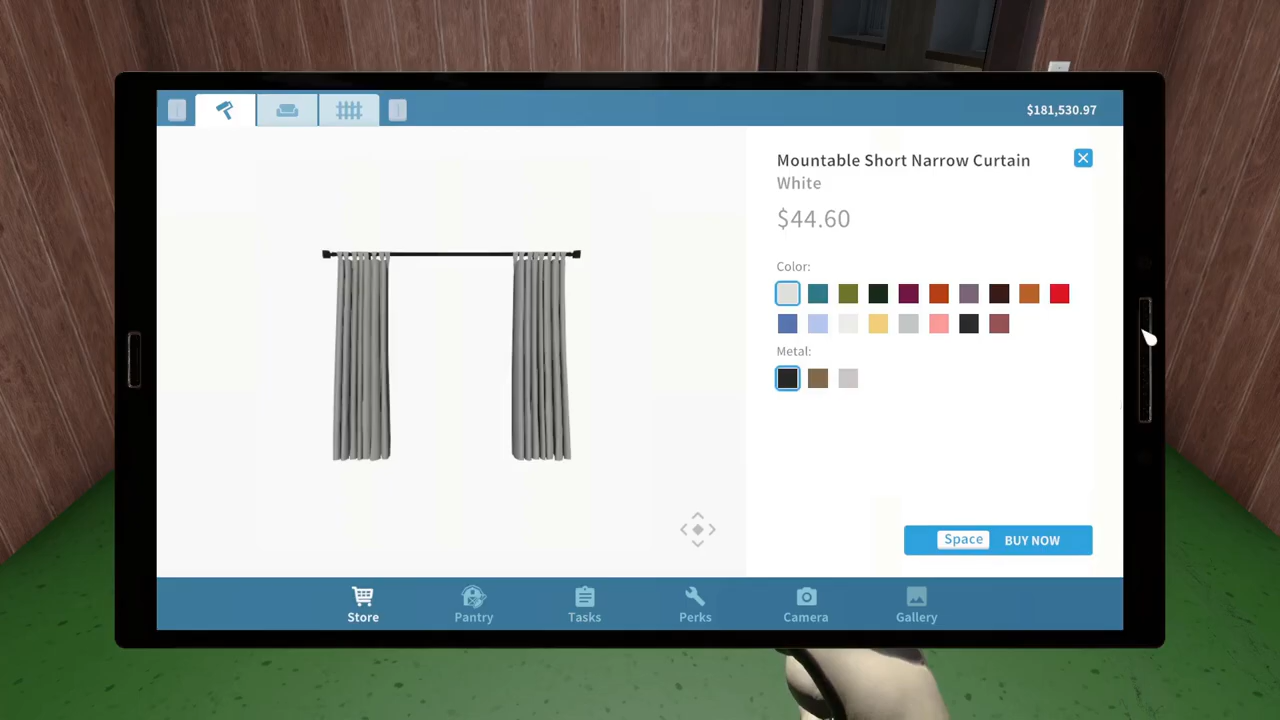 $181,530.97
Mountable Short Narrow Curtain
White
$44.60
Color:
Metal:
Space BUY NOW
Store Pantry Tasks Perks Camera Gallery